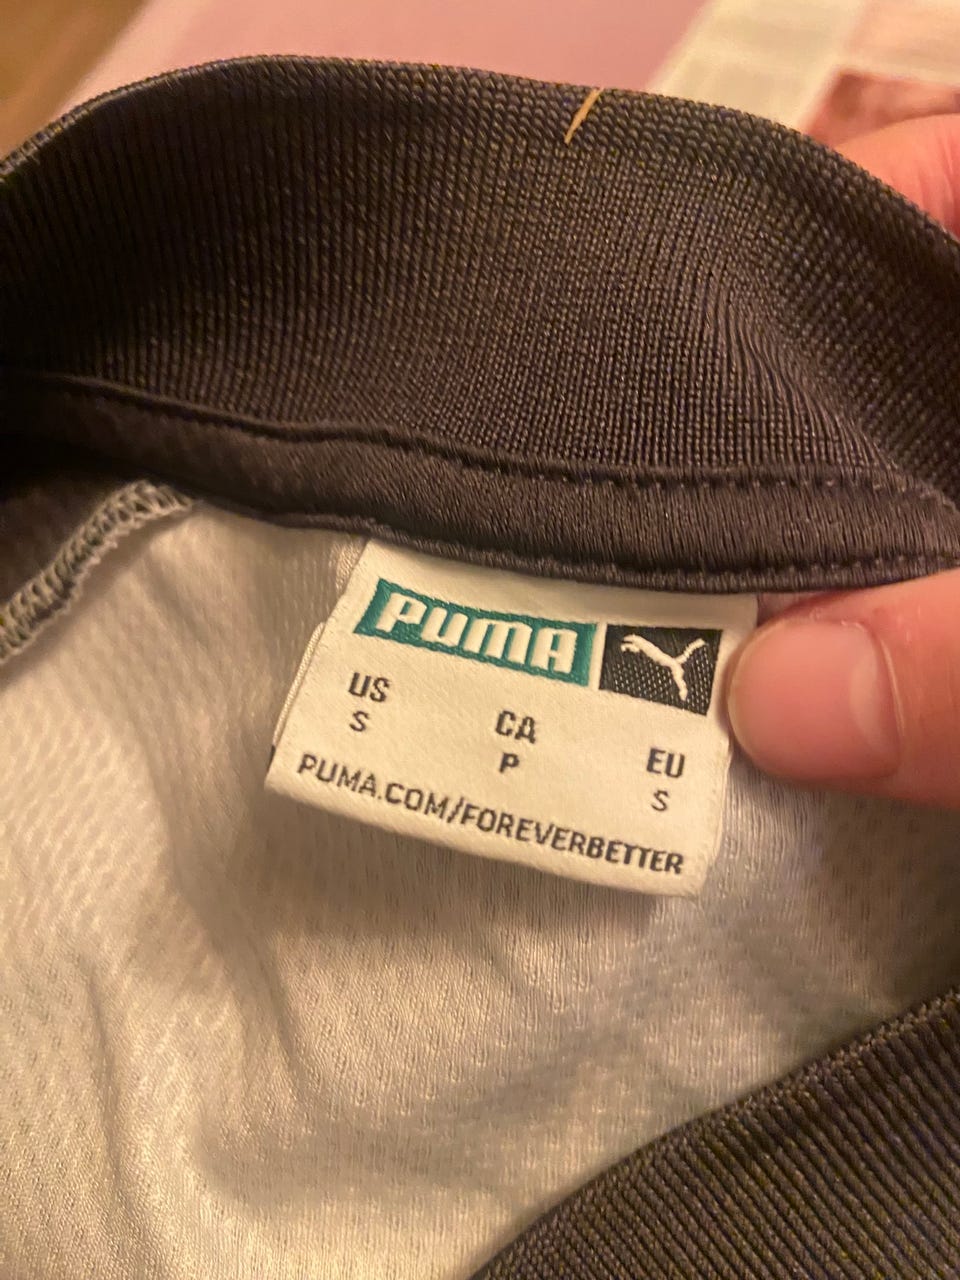 PUMA
US CA EU
S P S
PUMA.COM/FOREVERBETTER